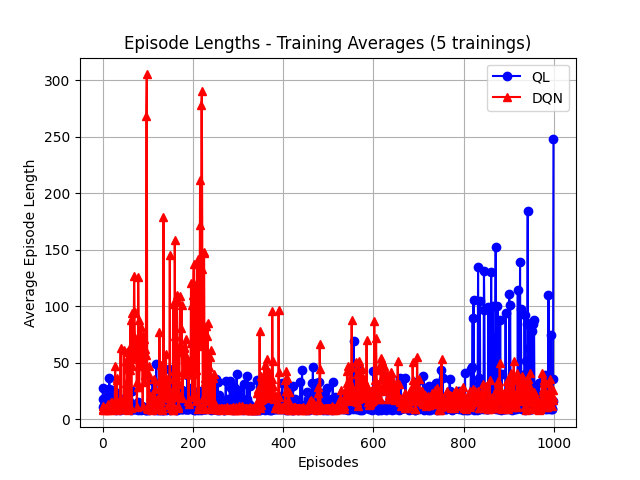 Episode Lengths - Training Averages (5 trainings)
QL
DQN
Average Episode Length
300
250
200
150
100
50
0
0 200 400 600 800 1000
Episodes